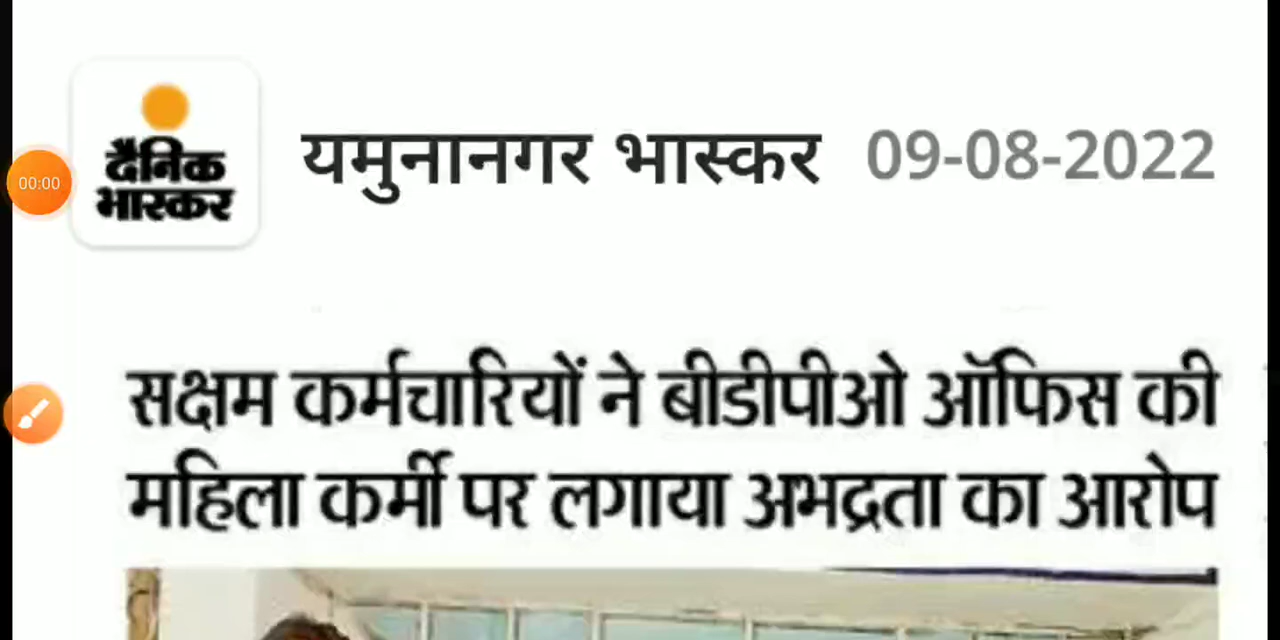 दैनिक
भास्कर
यमुनानगर भास्कर 09-08-2022
00:00
सक्षम कर्मचारियों ने बीडीपीओ ऑफिस की
महिला कर्मी पर लगाया अभद्रता का आरोप